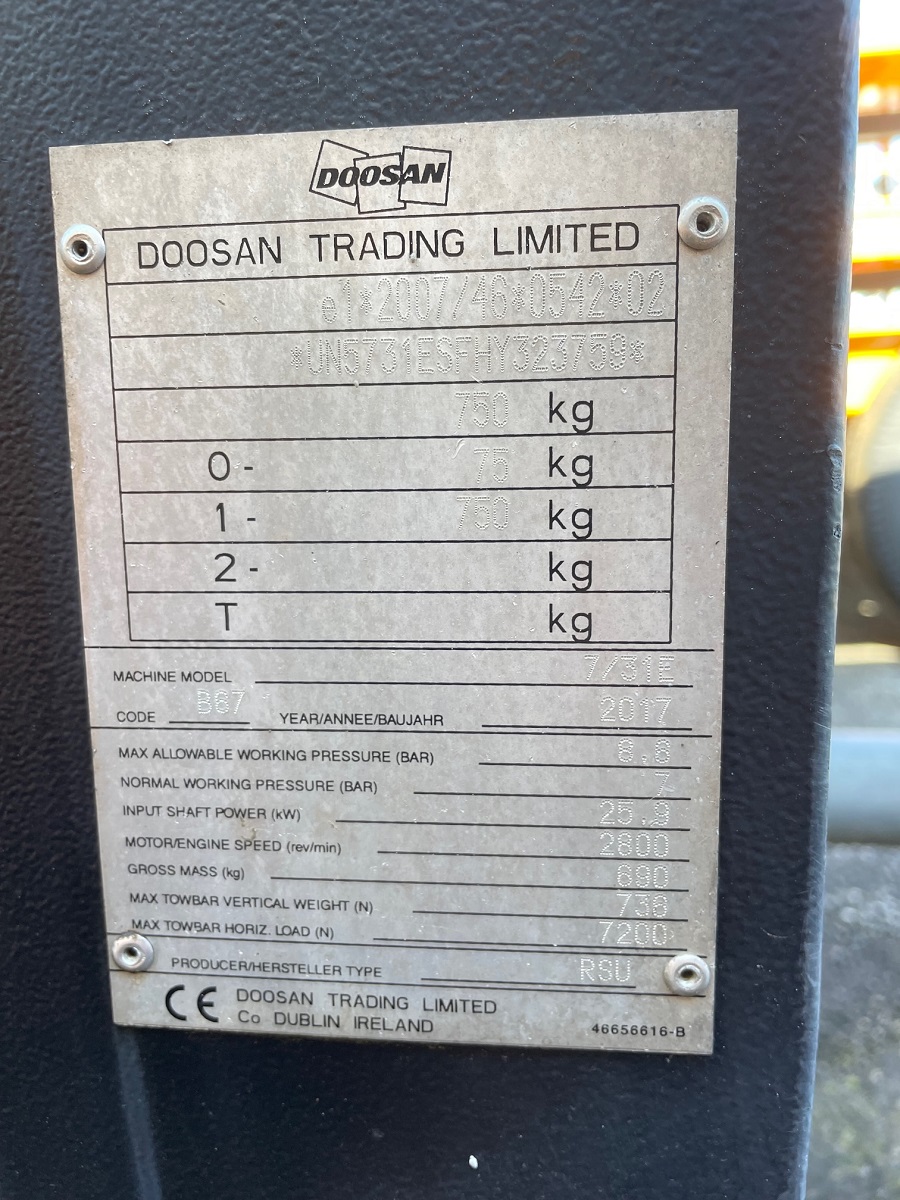 DOOSAN
DOOSAN TRADING LIMITED
e1*2007/46*0542*02
*UN5731ESFHY323758*
750 kg
0- 75 kg
1- 750 kg
2- kg
T kg
MACHINE MODEL 7/31E
CODE B67 YEAR/ANNEE/BAUJAHR 2017
MAX ALLOWABLE WORKING PRESSURE (BAR) 8.8
NORMAL WORKING PRESSURE (BAR) 7
INPUT SHAFT POWER (kW) 25.9
MOTOR/ENGINE SPEED (rev/min) 2800
GROSS MASS (kg) 690
MAX TOWBAR VERTICAL WEIGHT (N) 736
MAX TOWBAR HORIZ. LOAD (N) 7200
PRODUCER/HERSTELLER TYPE RSU
CE DOOSAN TRADING LIMITED
Co DUBLIN IRELAND 46656616-B